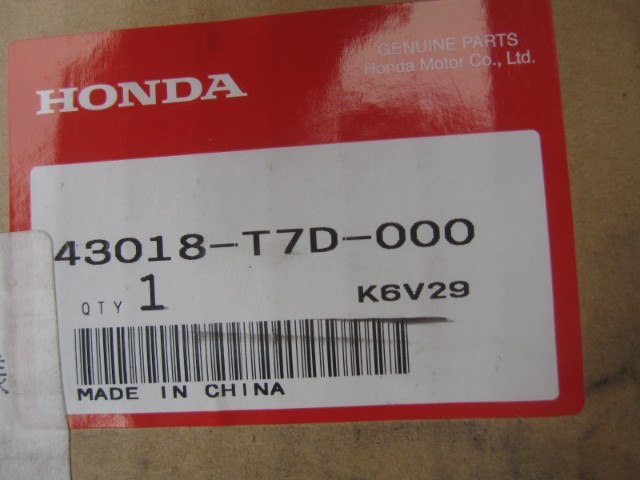 GENUINE PARTS
Honda Motor Co., Ltd.
HONDA
43018-T7D-000
QTY 1 K6V29
MADE IN CHINA